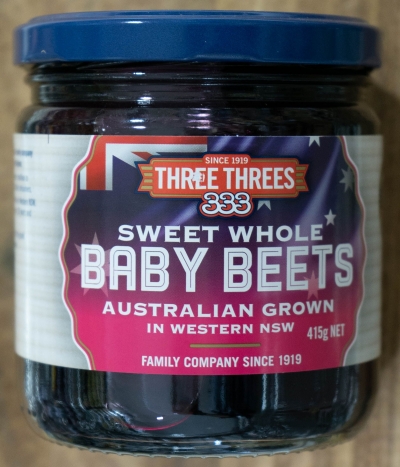 SINCE 1919
THREE THREES
333
SWEET WHOLE
BABY BEETS
AUSTRALIAN GROWN
IN WESTERN NSW
415g NET
FAMILY COMPANY SINCE 1919